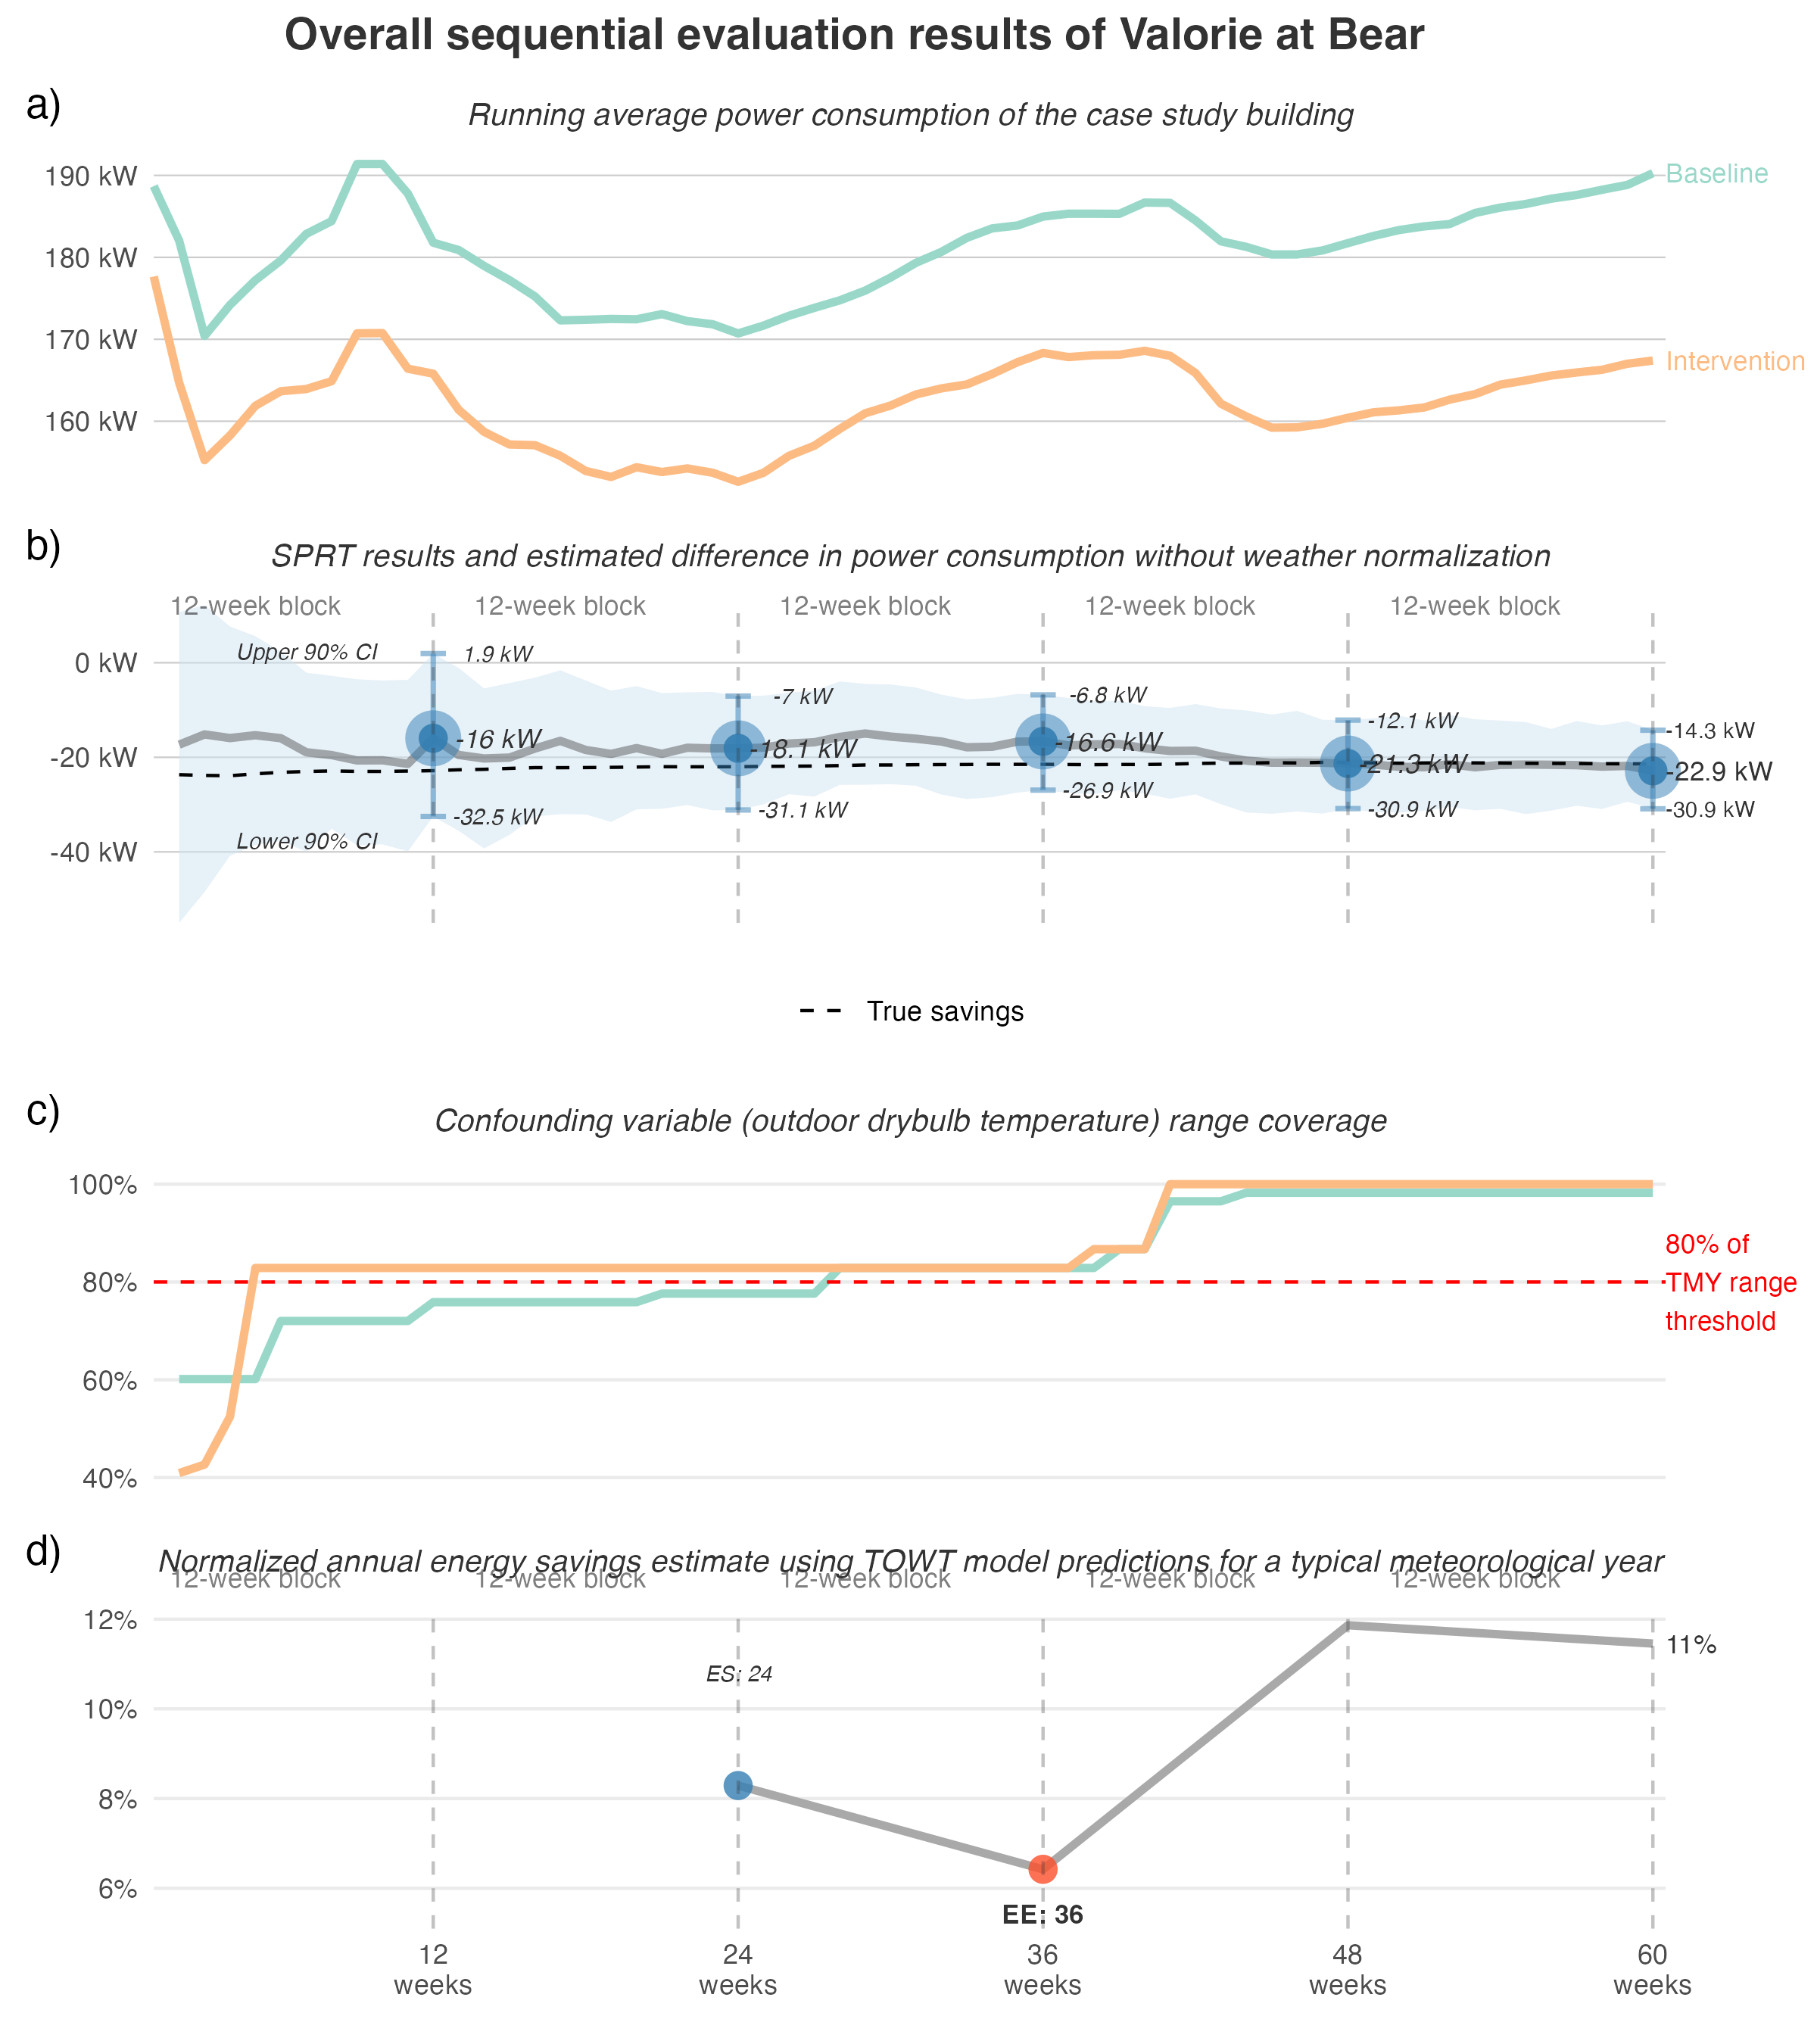 Overall sequential evaluation results of Valorie at Bear
a)
Running average power consumption of the case study building
190 kW
180 kW
170 kW
160 kW
Baseline
Intervention
b)
SPRT results and estimated difference in power consumption without weather normalization
12-week block 12-week block 12-week block 12-week block 12-week block
0 kW
-20 kW
-40 kW
Upper 90% CI
Lower 90% CI
1.9 kW
-16 kW
-32.5 kW
-7 kW
-18.1 kW
-31.1 kW
-6.8 kW
-16.6 kW
-26.9 kW
-12.1 kW
-21.3 kW
-30.9 kW
-14.3 kW
-22.9 kW
-30.9 kW
True savings
c)
Confounding variable (outdoor drybulb temperature) range coverage
100%
80%
60%
40%
80% of
TMY range
threshold
d)
Normalized annual energy savings estimate using TOWT model predictions for a typical meteorological year
12-week block 12-week block 12-week block 12-week block 12-week block
12%
10%
8%
6%
ES: 24
EE: 36
11%
12
weeks
24
weeks
36
weeks
48
weeks
60
weeks